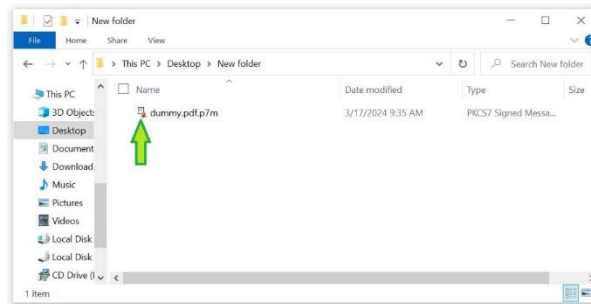 New folder
File Home Share View
This PC > Desktop > New folder
Search New folder
Name Date modified Type Size
dummy.pdf.p7m 3/17/2024 9:35 AM PKCS7 Signed Messa...
This PC
3D Objects
Desktop
Document
Download
Music
Pictures
Videos
Local Disk
Local Disk
CD Drive (
1 item